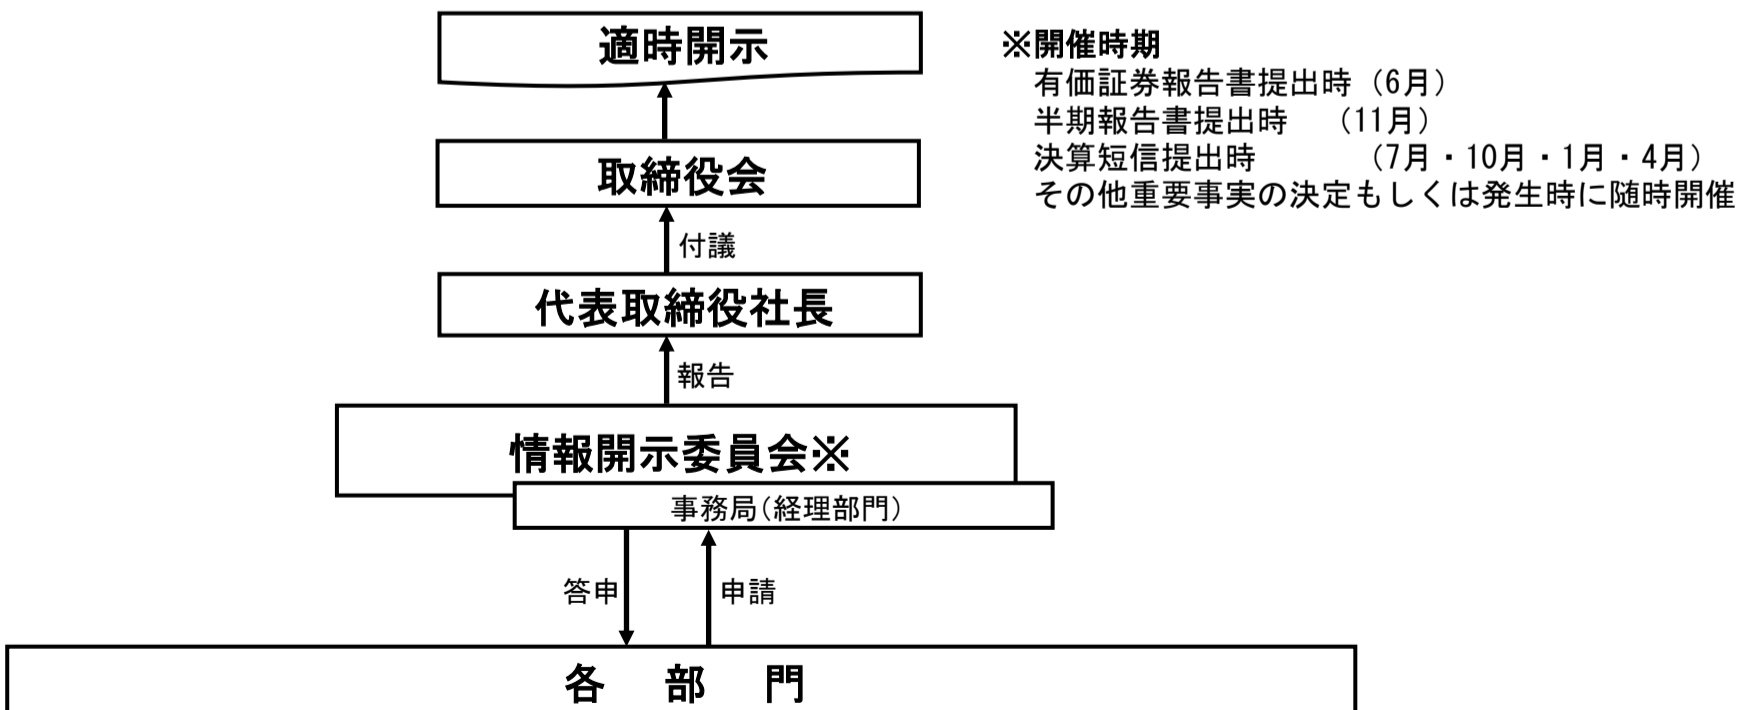 適時開示
※開催時期
有価証券報告書提出時（6月）
半期報告書提出時　（11月）
決算短信提出時　　　（7月・10月・1月・4月）
その他重要事実の決定もしくは発生時に随時開催
取締役会
付議
代表取締役社長
報告
情報開示委員会※
事務局（経理部門）
答申
申請
各　部　門